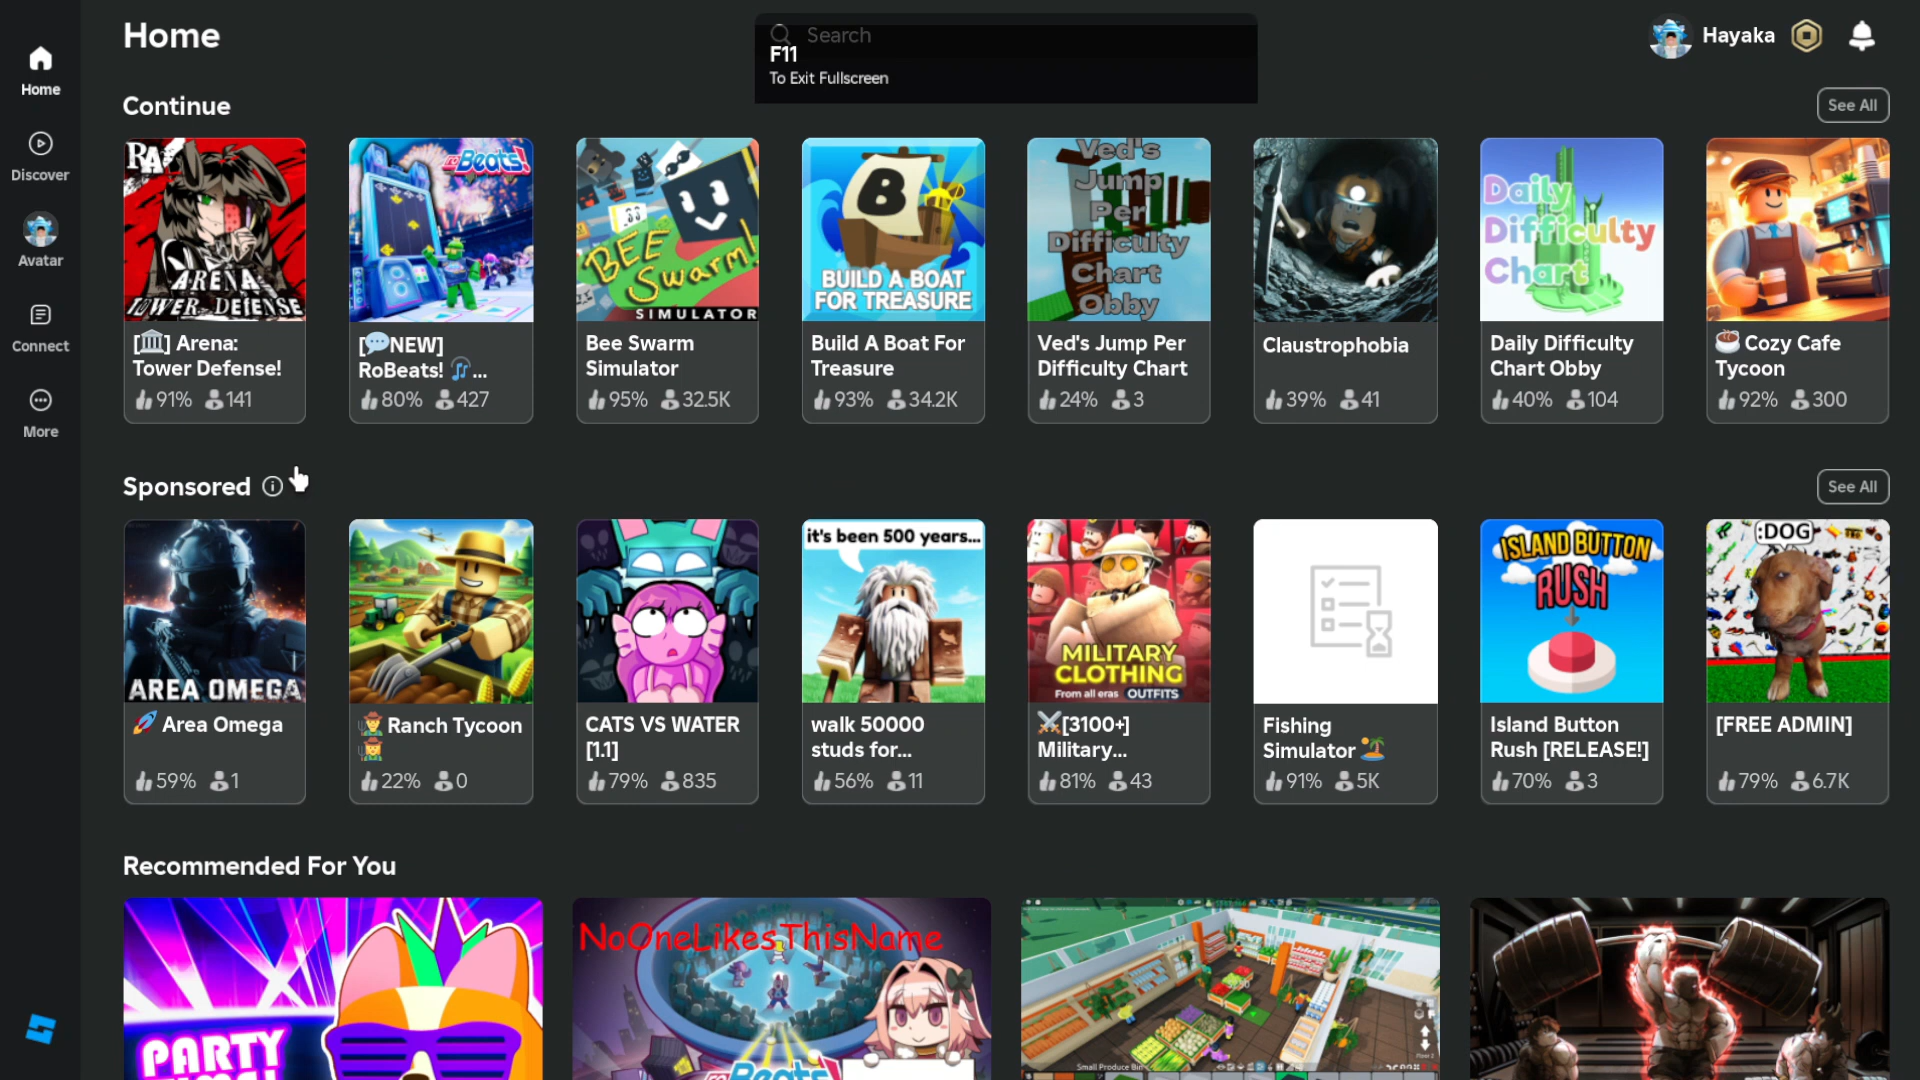 Home
Search
F11
To Exit Fullscreen
Hayaka
Home
Discover
Avatar
Connect
More
Continue
See All
RA
ARENA
TOWER DEFENSE
roBeats!
BEE
Swarm!
SIMULATOR
B
BUILD A BOAT
FOR TREASURE
Ved's
Jump
Per
Difficulty
Chart
Obby
Daily
Difficulty
Chart
[🏛️] Arena:
Tower Defense!
91% 141
[💬NEW]
RoBeats! 🎵...
80% 427
Bee Swarm
Simulator
95% 32.5K
Build A Boat For
Treasure
93% 34.2K
Ved's Jump Per
Difficulty Chart
24% 3
Claustrophobia
39% 41
Daily Difficulty
Chart Obby
40% 104
☕ Cozy Cafe
Tycoon
92% 300
Sponsored
See All
AREA OMEGA
it's been 500 years...
MILITARY
CLOTHING
From all eras OUTFITS
ISLAND BUTTON
RUSH
:DOG
🚀 Area Omega
59% 1
👨‍🌾 Ranch Tycoon
👨‍🌾
22% 0
CATS VS WATER
[1.1]
79% 835
walk 50000
studs for...
56% 11
⚔️[3100+]
Military...
81% 43
Fishing
Simulator 🏝️
91% 5K
Island Button
Rush [RELEASE!]
70% 3
[FREE ADMIN]
79% 6.7K
Recommended For You
PARTY
TIME!
NoOneLikesThisName
roBeats!
Small Produce Bin